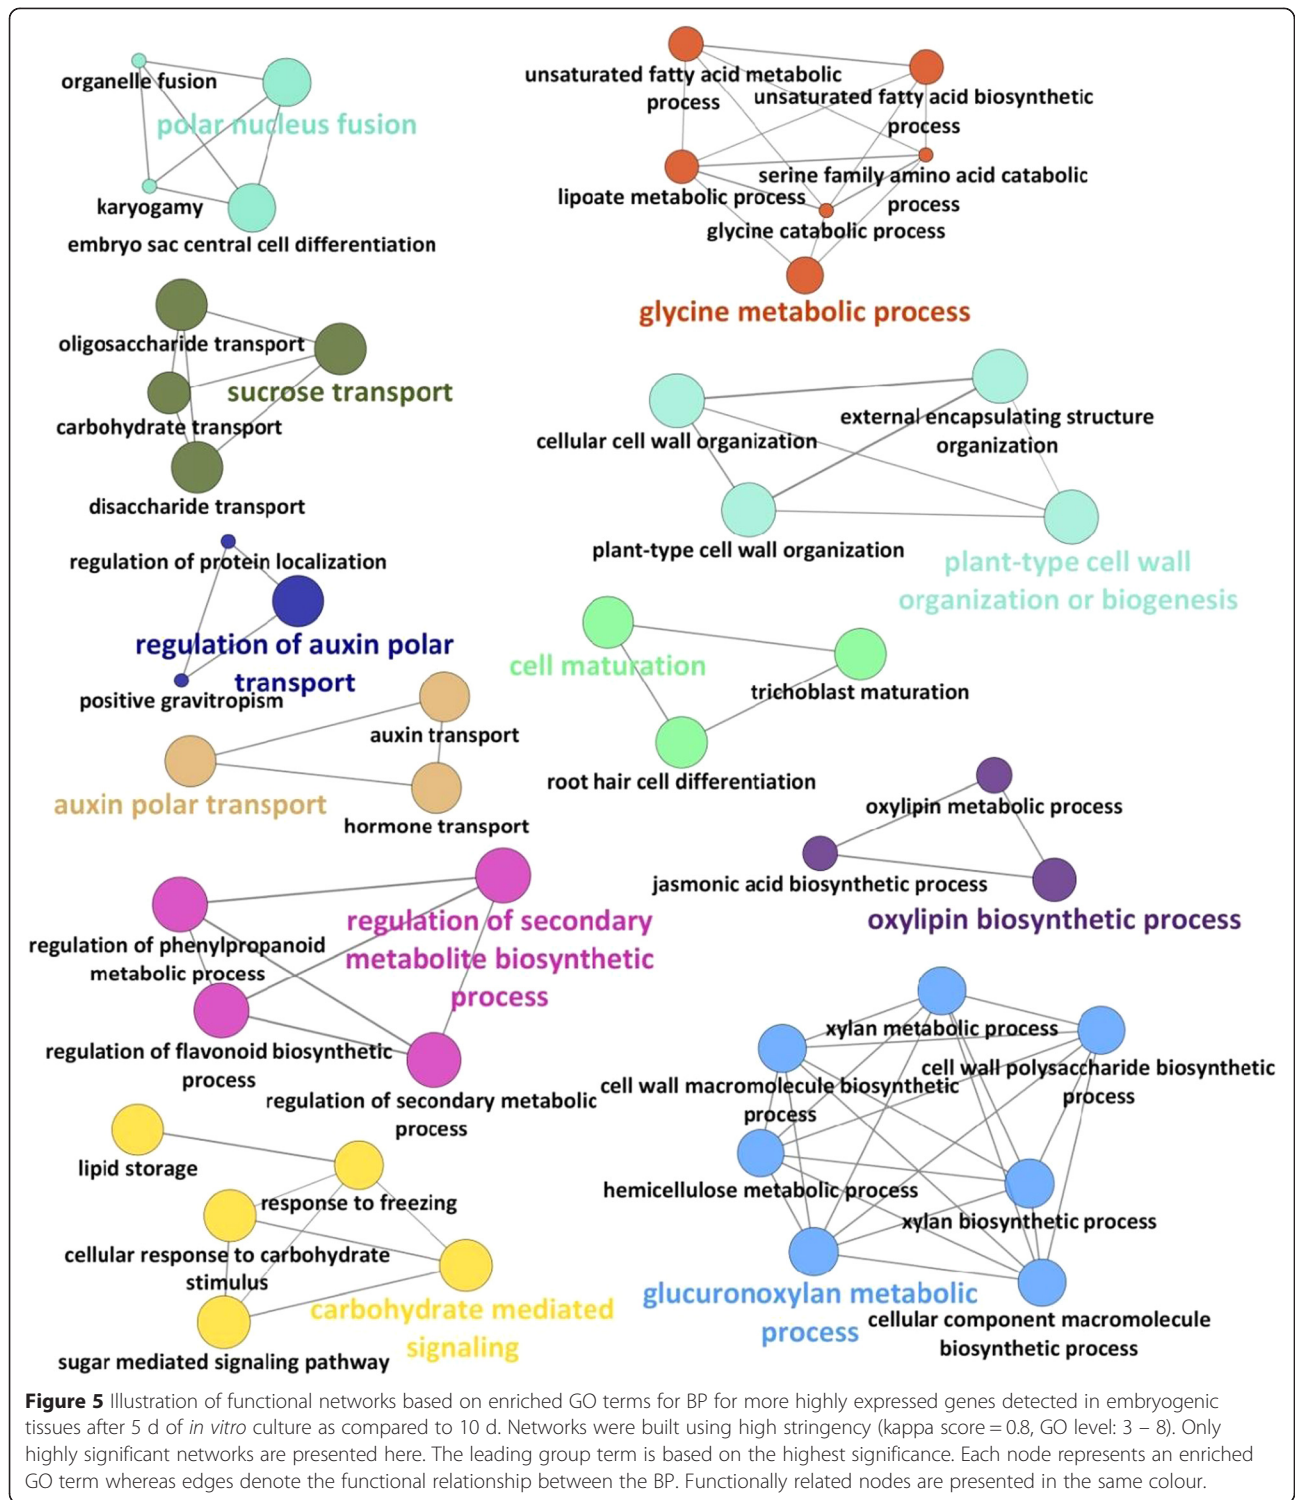 organelle fusion
polar nucleus fusion
karyogamy
embryo sac central cell differentiation
oligosaccharide transport
sucrose transport
carbohydrate transport
disaccharide transport
regulation of protein localization
regulation of auxin polar
transport
positive gravitropism
auxin transport
auxin polar transport
hormone transport
regulation of secondary
metabolite biosynthetic
process
regulation of phenylpropanoid
metabolic process
regulation of flavonoid biosynthetic
process
regulation of secondary metabolic
process
lipid storage
response to freezing
cellular response to carbohydrate
stimulus
carbohydrate mediated
signaling
sugar mediated signaling pathway
unsaturated fatty acid metabolic
process
unsaturated fatty acid biosynthetic
process
serine family amino acid catabolic
process
lipoate metabolic process
glycine catabolic process
glycine metabolic process
external encapsulating structure
organization
cellular cell wall organization
plant-type cell wall organization
plant-type cell wall
organization or biogenesis
cell maturation
trichoblast maturation
root hair cell differentiation
oxylipin metabolic process
jasmonic acid biosynthetic process
oxylipin biosynthetic process
xylan metabolic process
cell wall polysaccharide biosynthetic
process
cell wall macromolecule biosynthetic
process
hemicellulose metabolic process
xylan biosynthetic process
glucuronoxylan metabolic
process
cellular component macromolecule
biosynthetic process
Figure 5 Illustration of functional networks based on enriched GO terms for BP for more highly expressed genes detected in embryogenic
tissues after 5 d of in vitro culture as compared to 10 d. Networks were built using high stringency (kappa score = 0.8, GO level: 3 – 8). Only
highly significant networks are presented here. The leading group term is based on the highest significance. Each node represents an enriched
GO term whereas edges denote the functional relationship between the BP. Functionally related nodes are presented in the same colour.